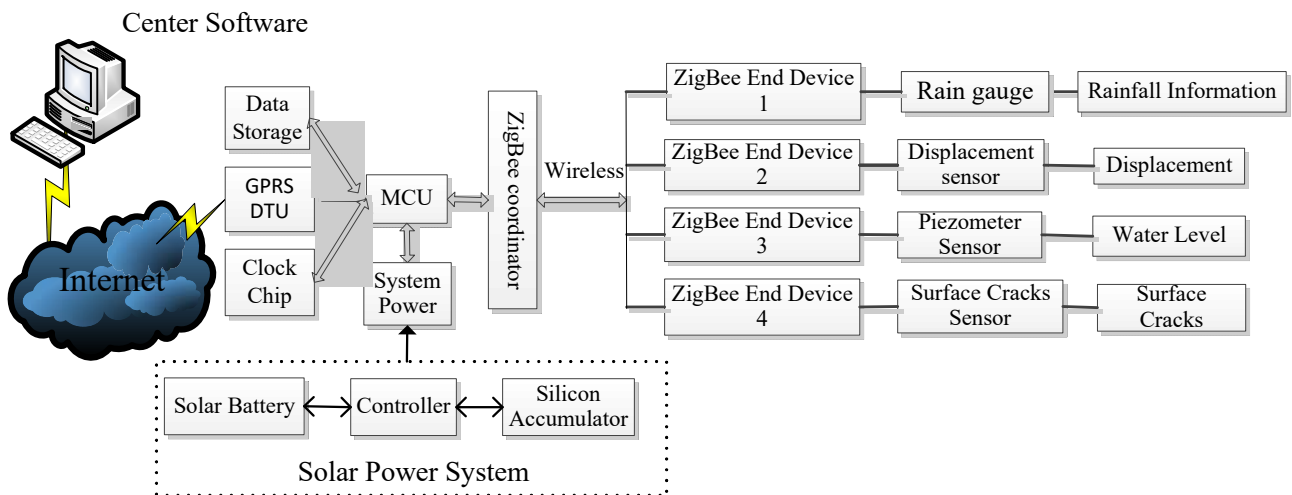 Center Software
Data
Storage
GPRS
DTU
Clock
Chip
Internet
MCU
System
Power
ZigBee coordinator
Wireless
ZigBee End Device
1
Rain gauge
Rainfall Information
ZigBee End Device
2
Displacement
sensor
Displacement
ZigBee End Device
3
Piezometer
Sensor
Water Level
ZigBee End Device
4
Surface Cracks
Sensor
Surface
Cracks
Solar Battery
Controller
Silicon
Accumulator
Solar Power System